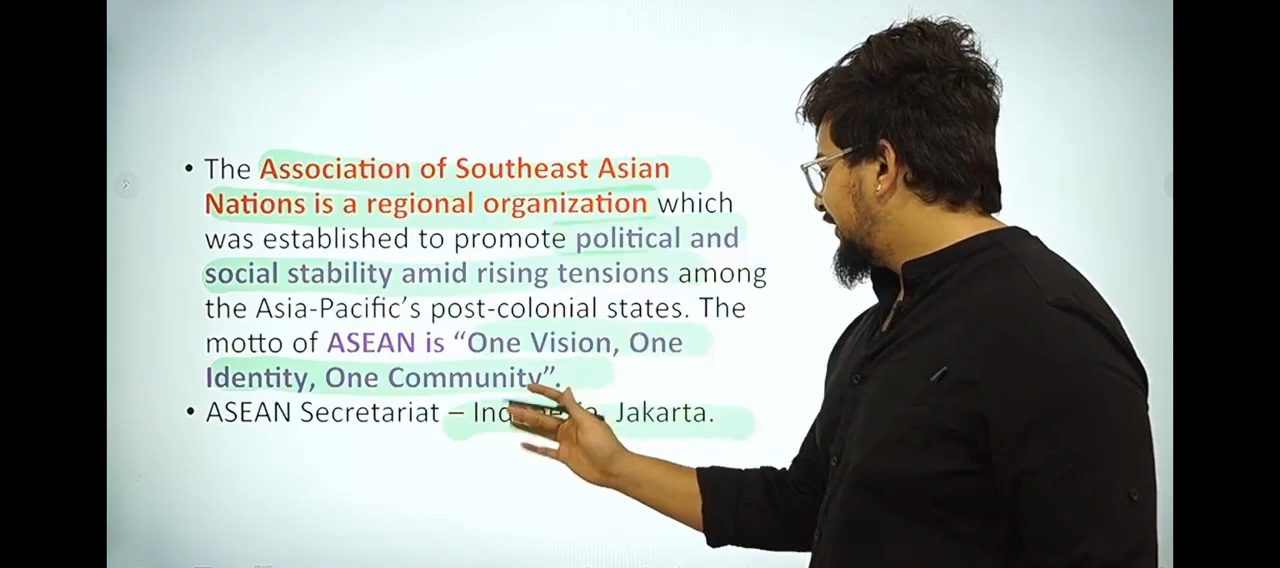 • The Association of Southeast Asian
Nations is a regional organization which
was established to promote political and
social stability amid rising tensions among
the Asia-Pacific's post-colonial states. The
motto of ASEAN is “One Vision, One
Identity, One Community”.
• ASEAN Secretariat – Jakarta.